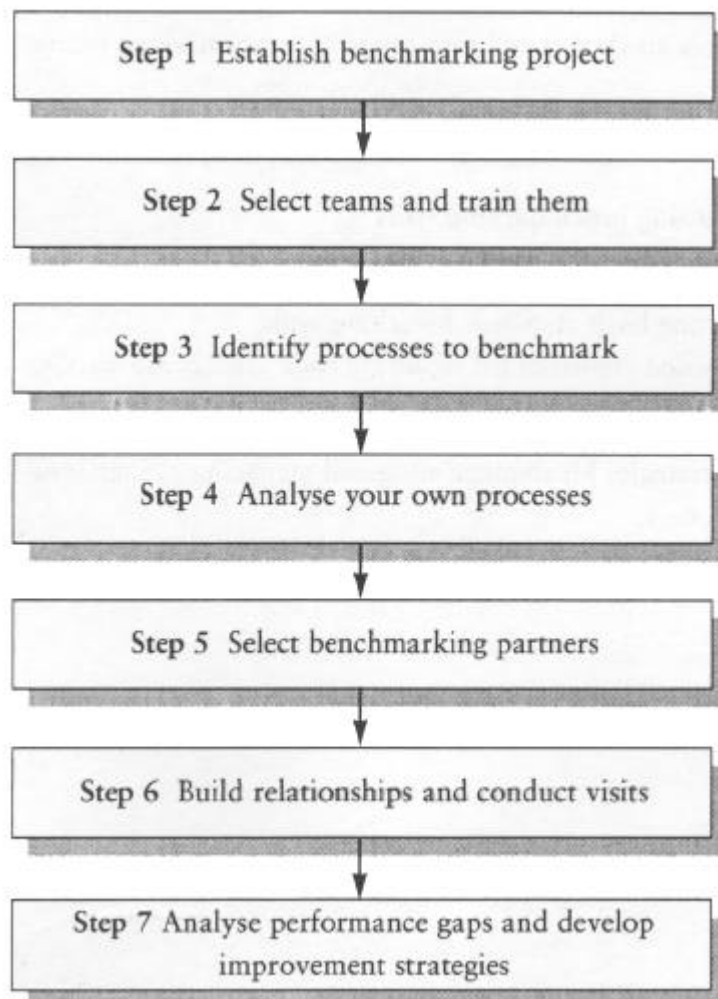 Step 1 Establish benchmarking project
Step 2 Select teams and train them
Step 3 Identify processes to benchmark
Step 4 Analyse your own processes
Step 5 Select benchmarking partners
Step 6 Build relationships and conduct visits
Step 7 Analyse performance gaps and develop
improvement strategies